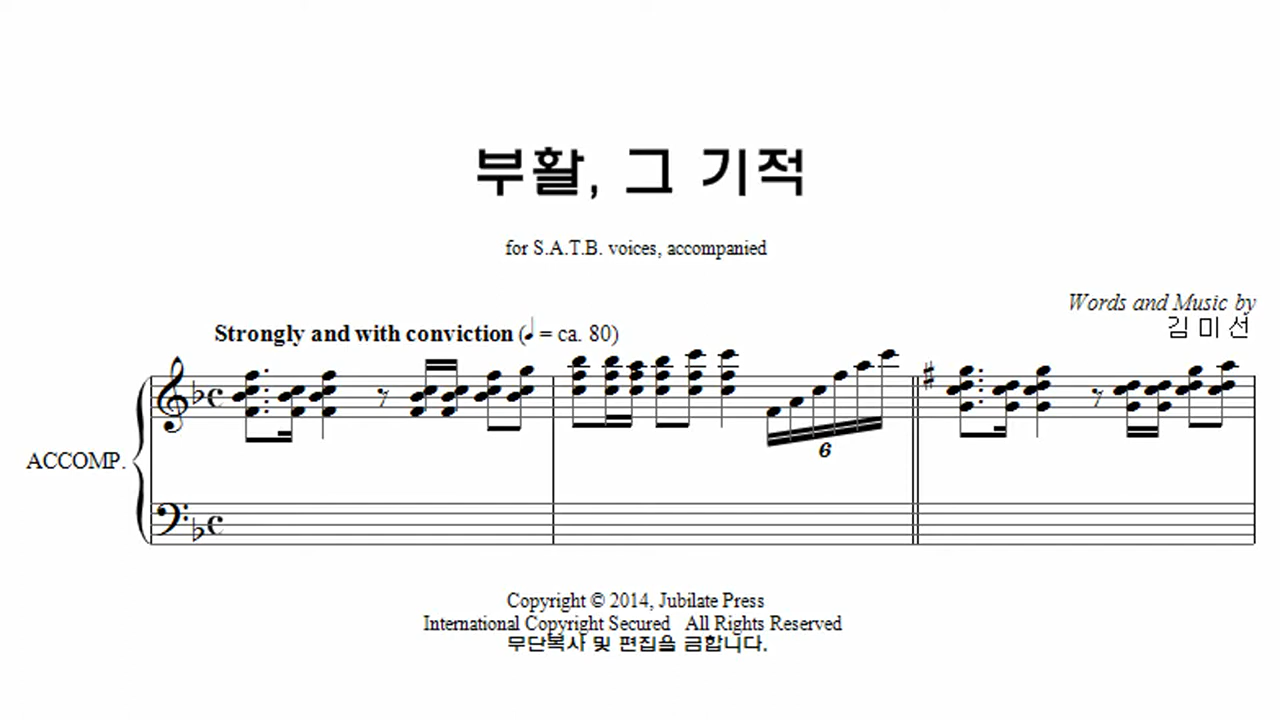 부활, 그 기적
for S.A.T.B. voices, accompanied
Words and Music by
김 미 선
Strongly and with conviction (♩ = ca. 80)
6
ACCOMP.
Copyright © 2014, Jubilate Press
International Copyright Secured All Rights Reserved
무단복사 및 편집을 금합니다.